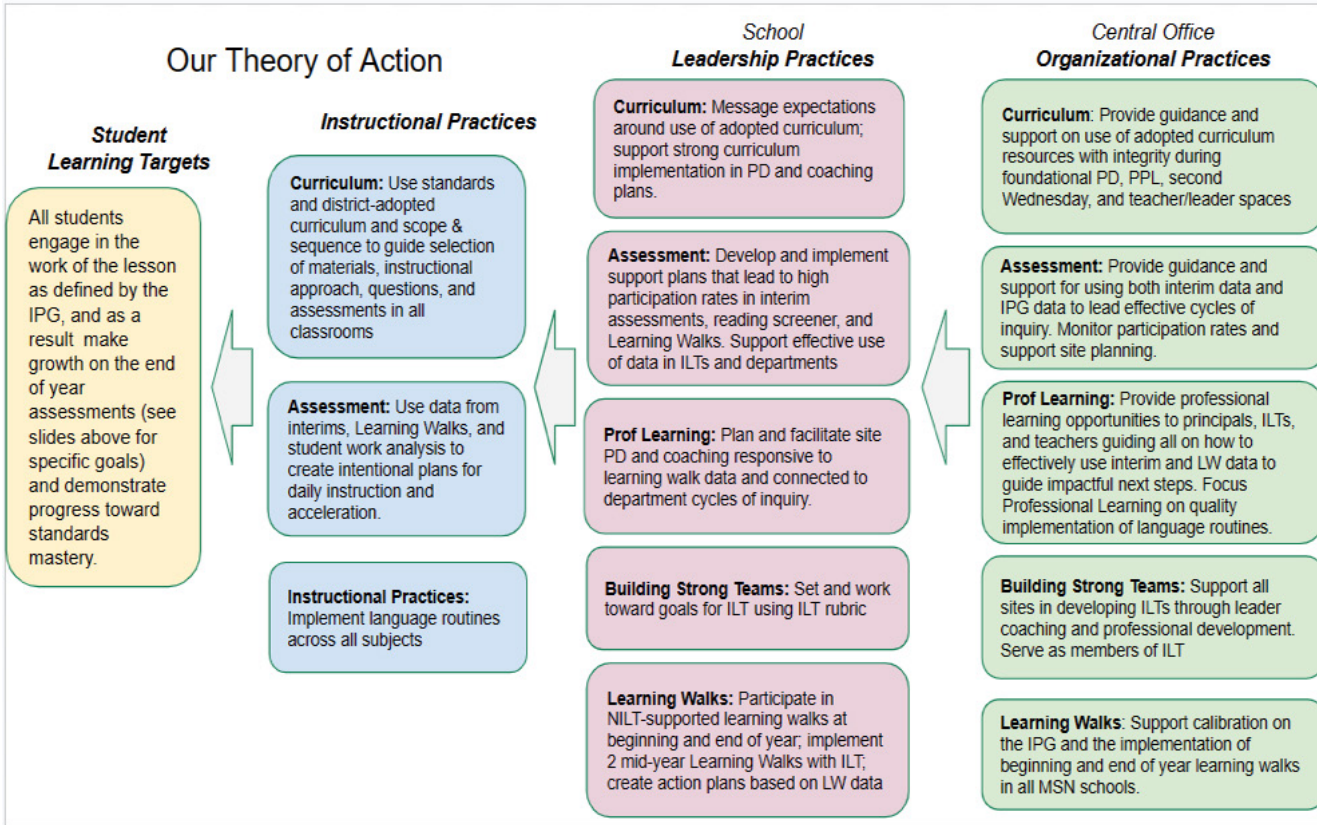 Our Theory of Action
Student
Learning Targets
All students
engage in the
work of the lesson
as defined by the
IPG, and as a
result make
growth on the end
of year
assessments (see
slides above for
specific goals)
and demonstrate
progress toward
standards
mastery.
Instructional Practices
Curriculum: Use standards
and district-adopted
curriculum and scope &
sequence to guide selection
of materials, instructional
approach, questions, and
assessments in all
classrooms
Assessment: Use data from
interims, Learning Walks, and
student work analysis to
create intentional plans for
daily instruction and
acceleration.
Instructional Practices:
Implement language routines
across all subjects
School
Leadership Practices
Curriculum: Message expectations
around use of adopted curriculum;
support strong curriculum
implementation in PD and coaching
plans.
Assessment: Develop and implement
support plans that lead to high
participation rates in interim
assessments, reading screener, and
Learning Walks. Support effective use
of data in ILTs and departments
Prof Learning: Plan and facilitate site
PD and coaching responsive to
learning walk data and connected to
department cycles of inquiry.
Building Strong Teams: Set and work
toward goals for ILT using ILT rubric
Learning Walks: Participate in
NILT-supported learning walks at
beginning and end of year; implement
2 mid-year Learning Walks with ILT;
create action plans based on LW data
Central Office
Organizational Practices
Curriculum: Provide guidance and
support on use of adopted curriculum
resources with integrity during
foundational PD, PPL, second
Wednesday, and teacher/leader spaces
Assessment: Provide guidance and
support for using both interim data and
IPG data to lead effective cycles of
inquiry. Monitor participation rates and
support site planning.
Prof Learning: Provide professional
learning opportunities to principals, ILTs,
and teachers guiding all on how to
effectively use interim and LW data to
guide impactful next steps. Focus
Professional Learning on quality
implementation of language routines.
Building Strong Teams: Support all
sites in developing ILTs through leader
coaching and professional development.
Serve as members of ILT
Learning Walks: Support calibration on
the IPG and the implementation of
beginning and end of year learning walks
in all MSN schools.